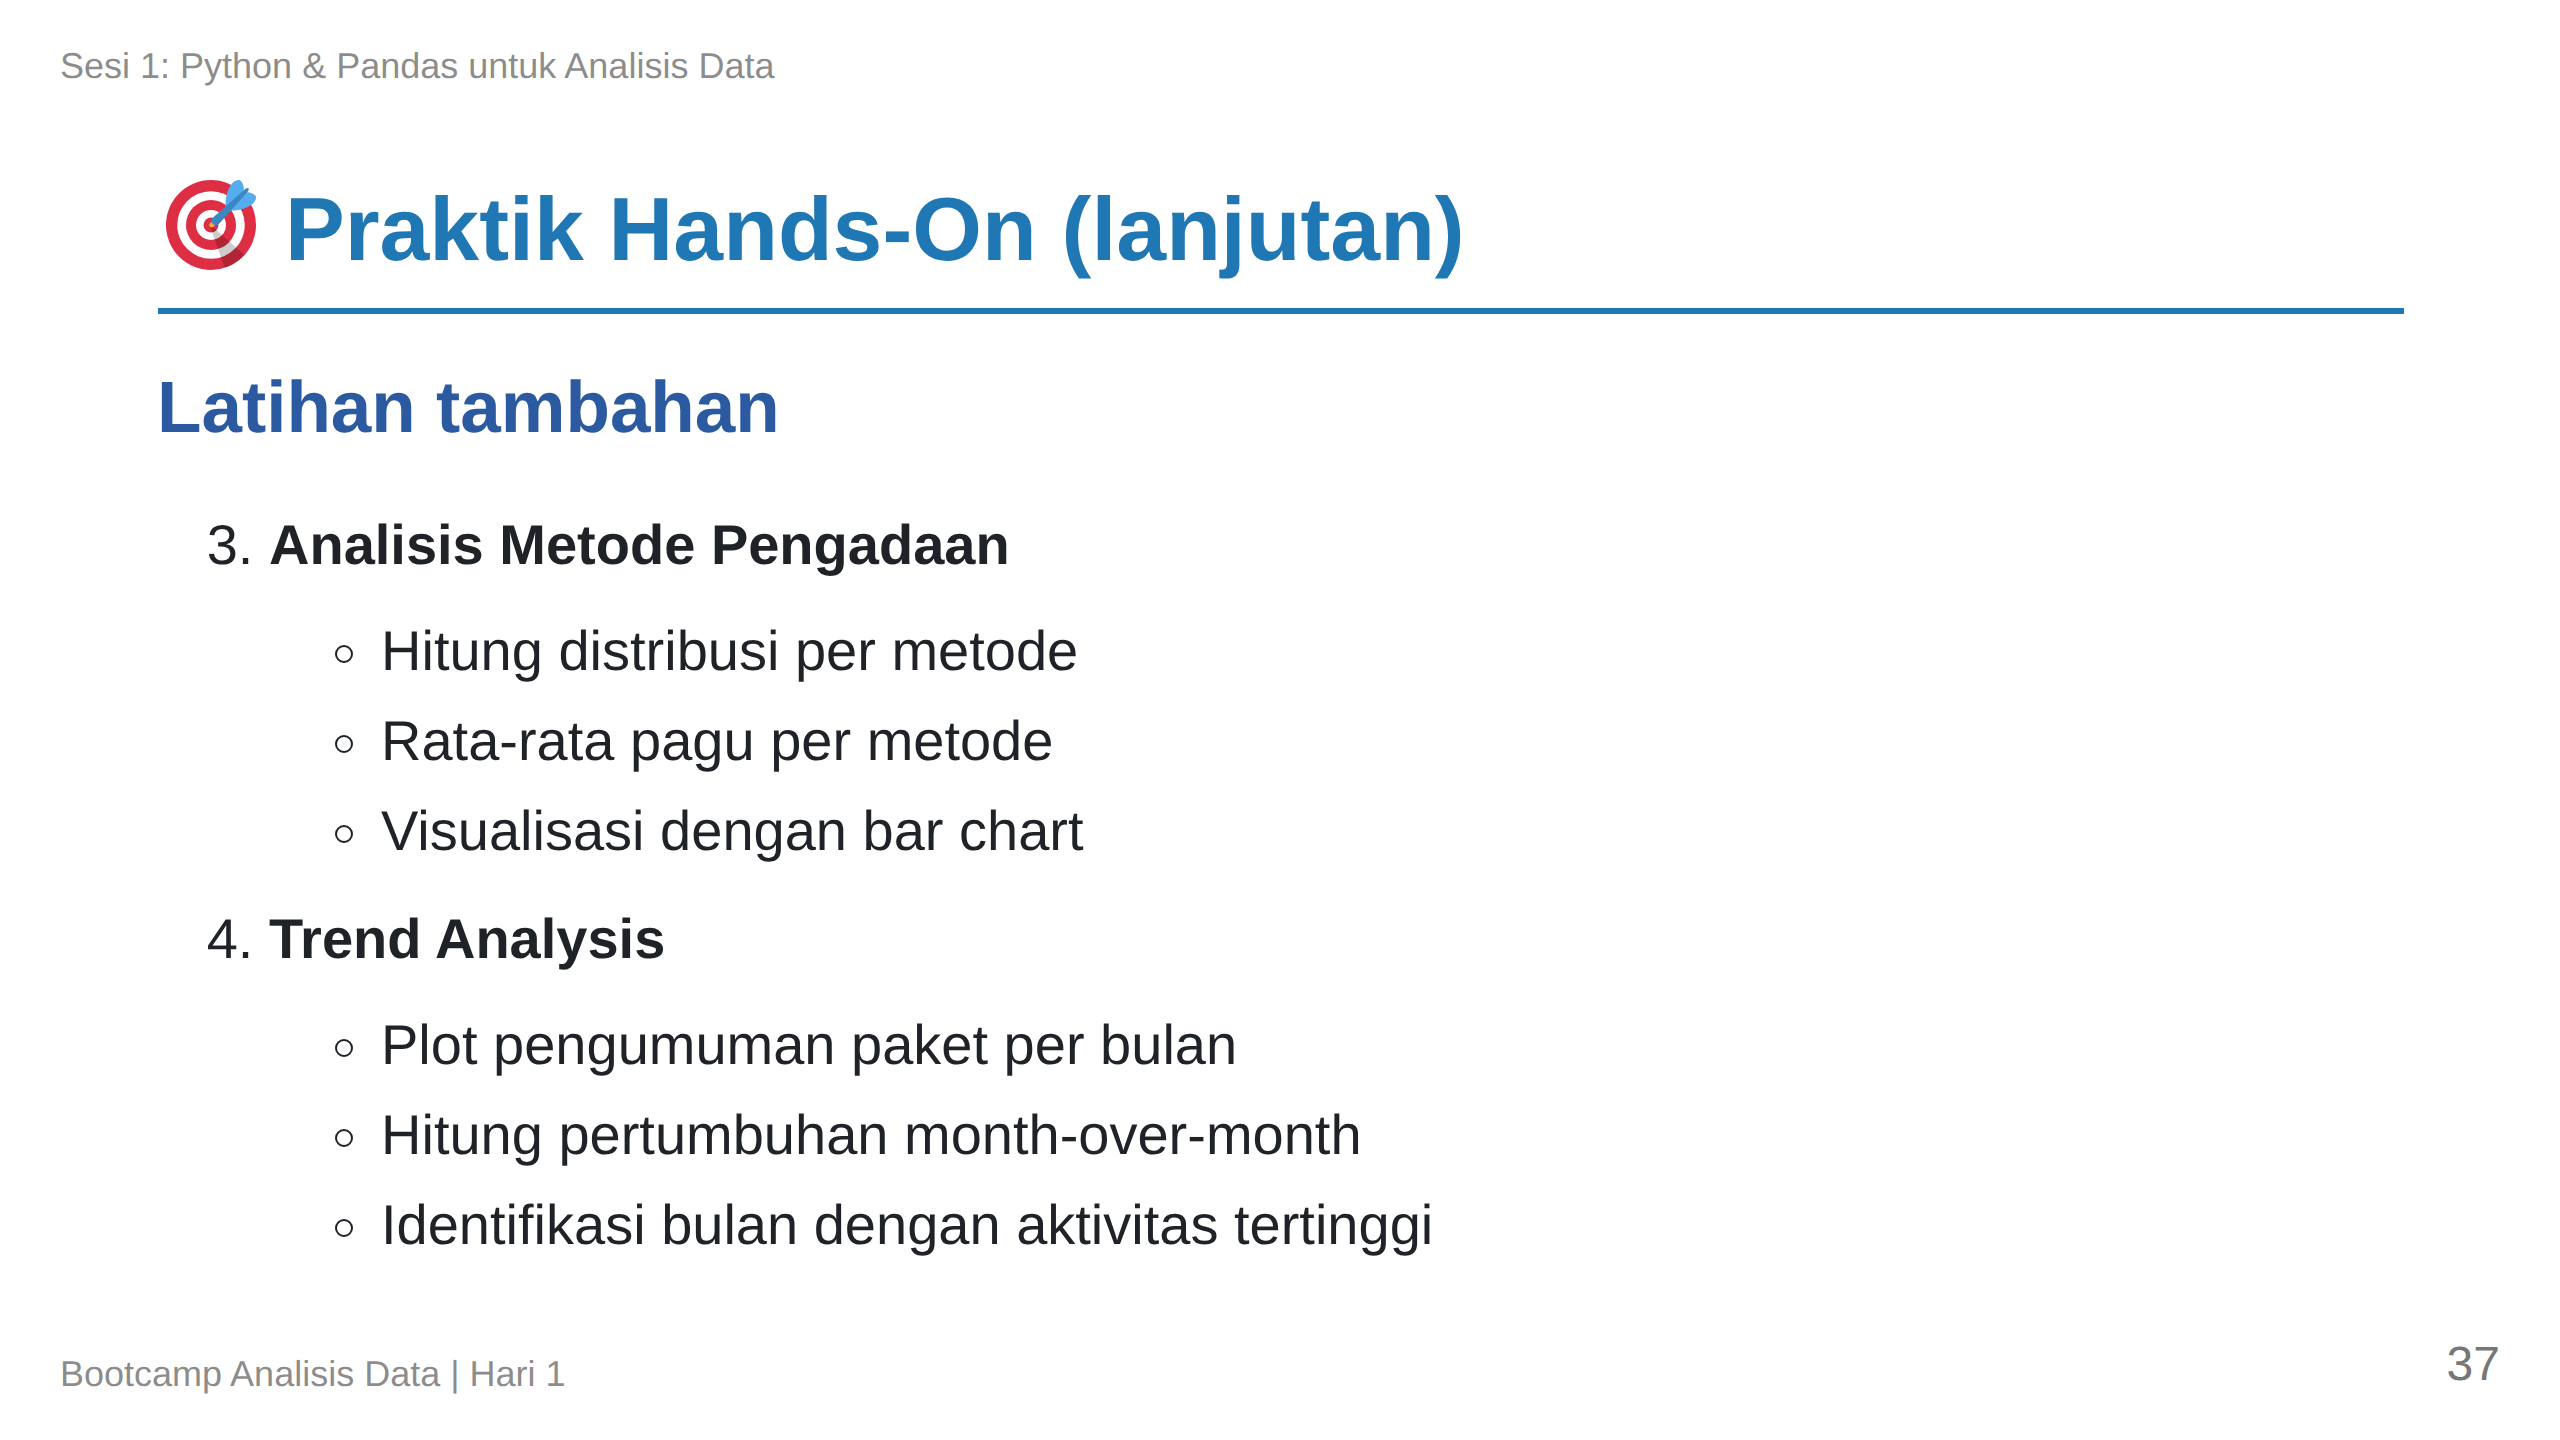 Sesi 1: Python & Pandas untuk Analisis Data
Praktik Hands-On (lanjutan)
Latihan tambahan
3. Analisis Metode Pengadaan
○ Hitung distribusi per metode
○ Rata-rata pagu per metode
○ Visualisasi dengan bar chart
4. Trend Analysis
○ Plot pengumuman paket per bulan
○ Hitung pertumbuhan month-over-month
○ Identifikasi bulan dengan aktivitas tertinggi
Bootcamp Analisis Data | Hari 1
37